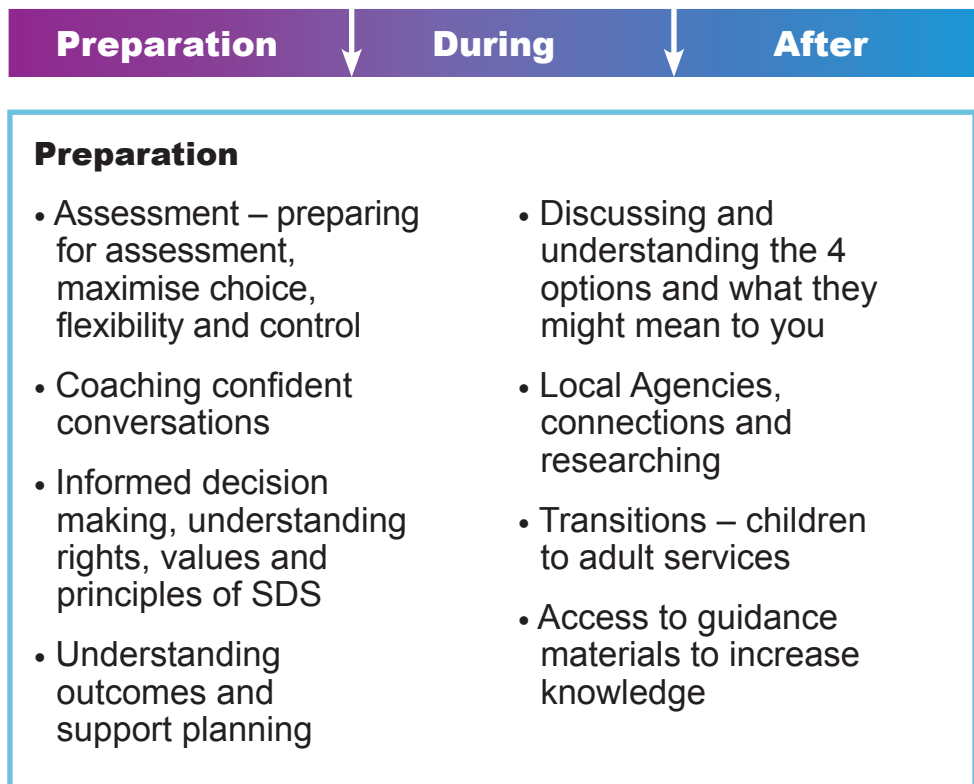 Preparation
During
After
Preparation
• Assessment – preparing
for assessment,
maximise choice,
flexibility and control
• Coaching confident
conversations
• Informed decision
making, understanding
rights, values and
principles of SDS
• Understanding
outcomes and
support planning
• Discussing and
understanding the 4
options and what they
might mean to you
• Local Agencies,
connections and
researching
• Transitions – children
to adult services
• Access to guidance
materials to increase
knowledge